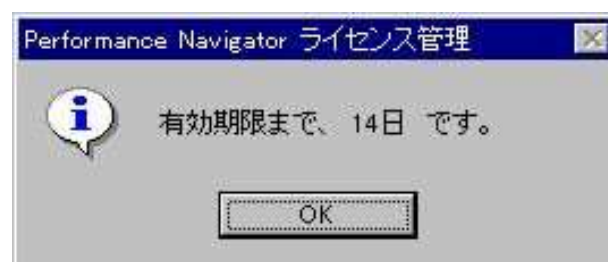 Performance Navigator ライセンス管理
有効期限まで、 14日 です。
OK